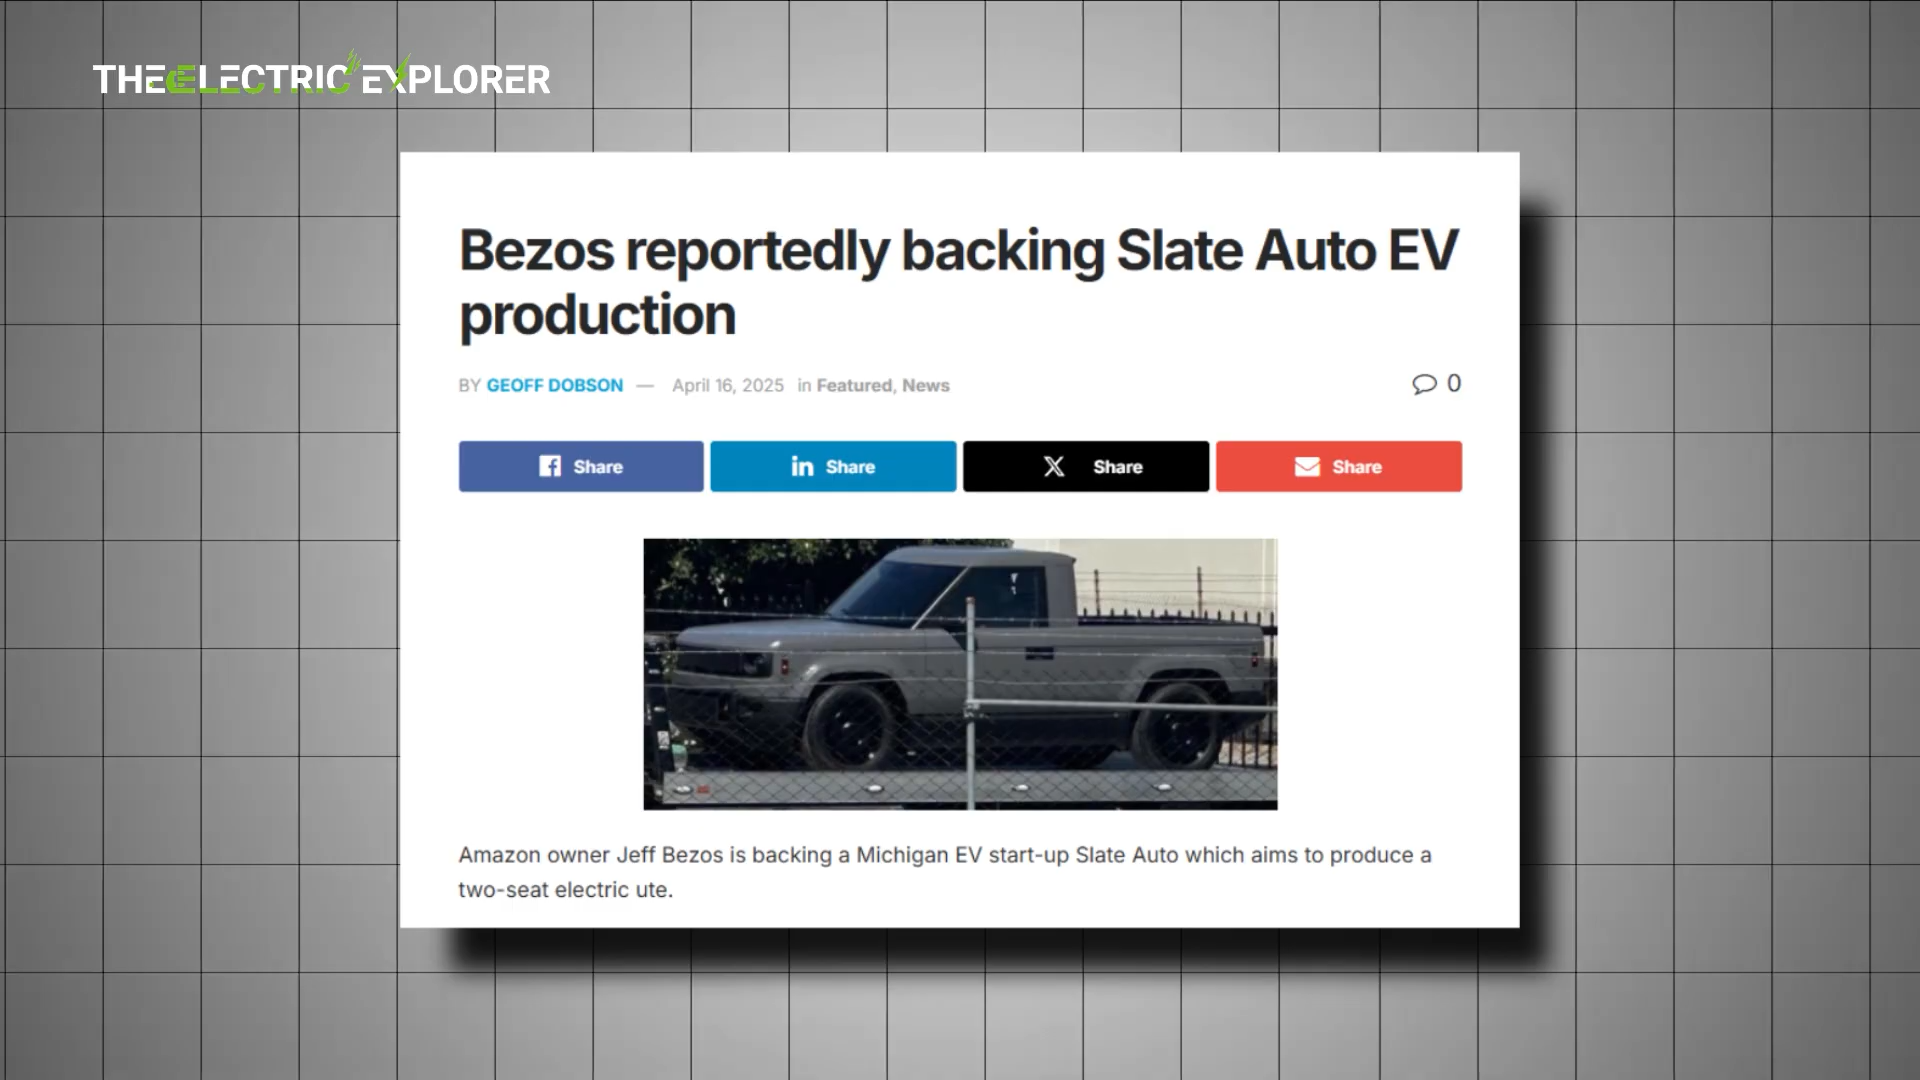 THE ELECTRIC EXPLORER
Bezos reportedly backing Slate Auto EV
production
BY GEOFF DOBSON — April 16, 2025 in Featured, News
0
Share
Share
Share
Share
Amazon owner Jeff Bezos is backing a Michigan EV start-up Slate Auto which aims to produce a
two-seat electric ute.